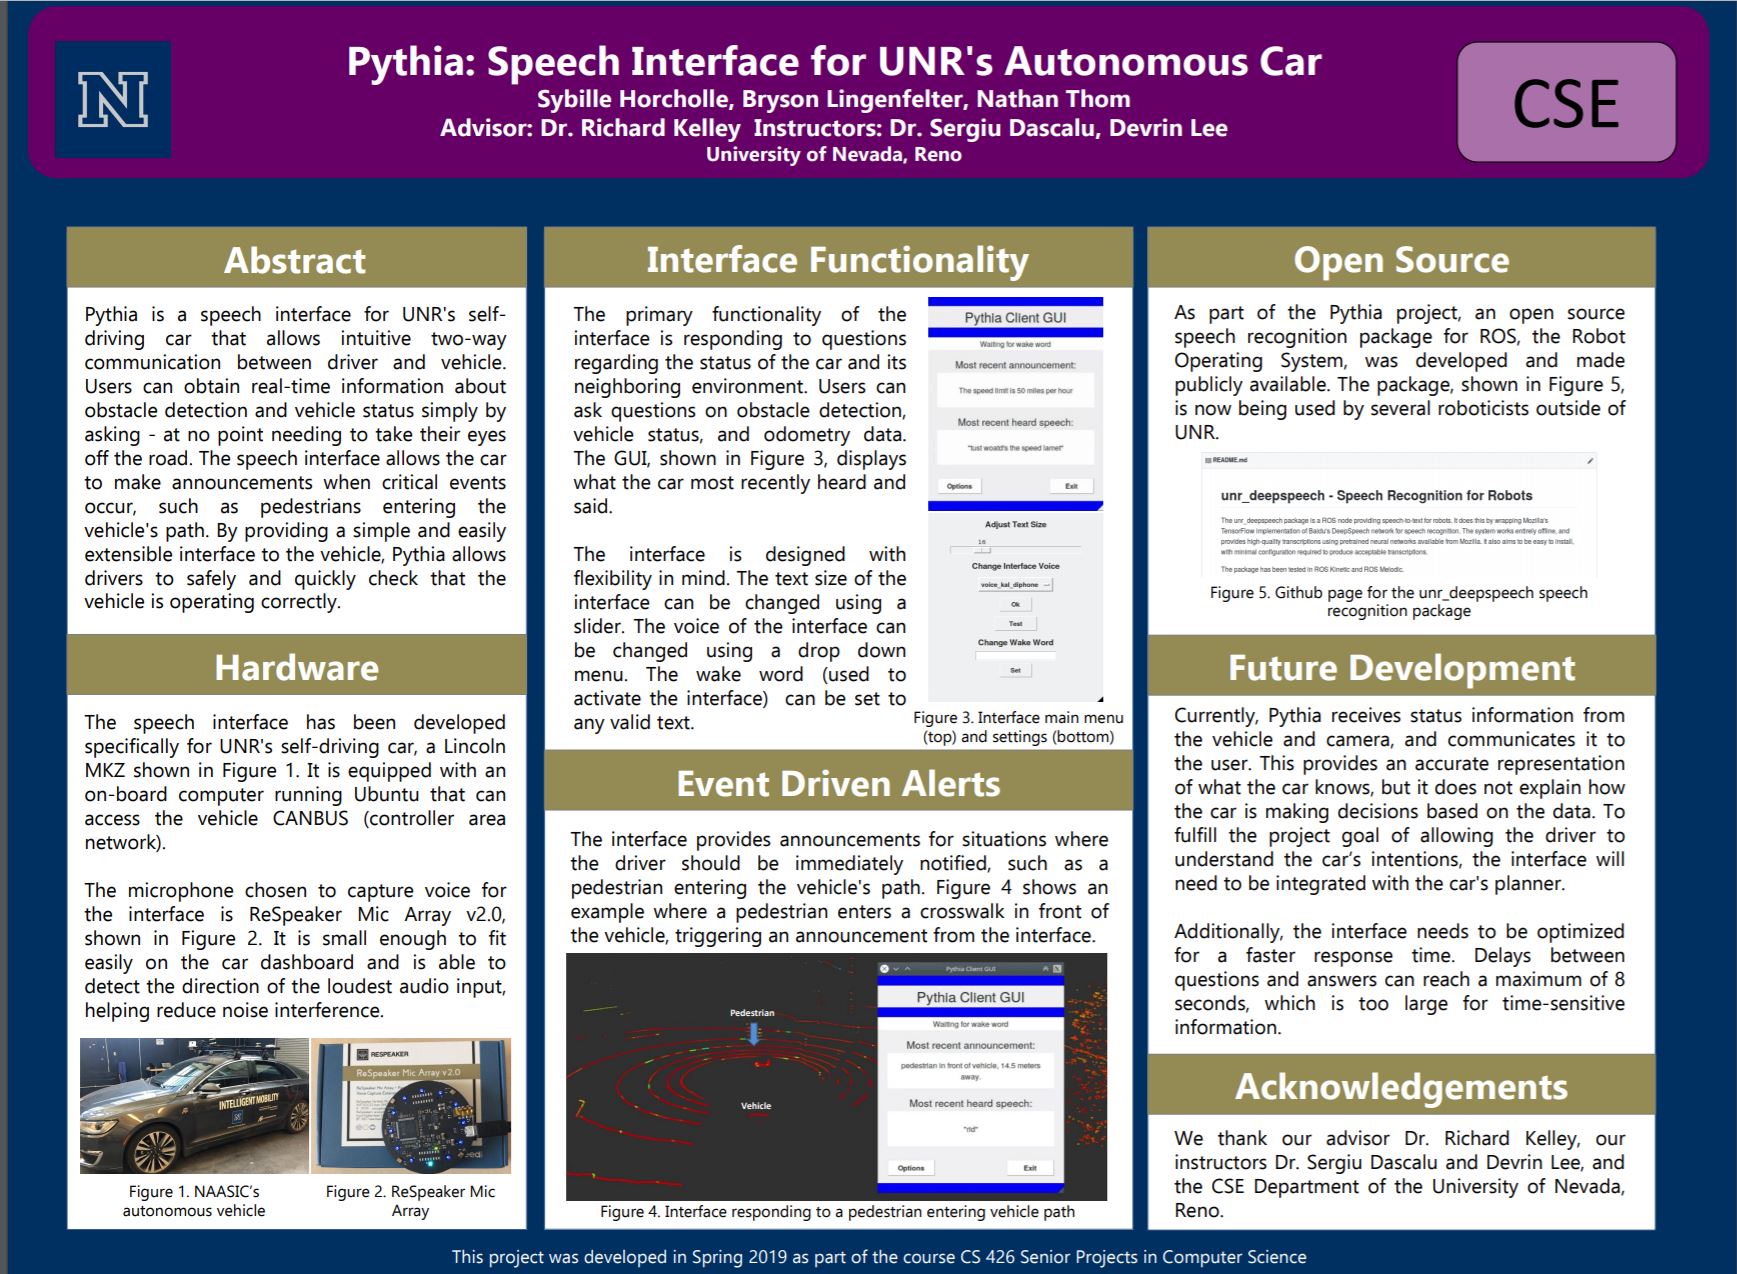 N
Pythia: Speech Interface for UNR's Autonomous Car
Sybille Horcholle, Bryson Lingenfelter, Nathan Thom
Advisor: Dr. Richard Kelley  Instructors: Dr. Sergiu Dascalu, Devrin Lee
University of Nevada, Reno
CSE
Abstract
Pythia is a speech interface for UNR's self-
driving car that allows intuitive two-way
communication between driver and vehicle.
Users can obtain real-time information about
obstacle detection and vehicle status simply by
asking - at no point needing to take their eyes
off the road. The speech interface allows the car
to make announcements when critical events
occur, such as pedestrians entering the
vehicle's path. By providing a simple and easily
extensible interface to the vehicle, Pythia allows
drivers to safely and quickly check that the
vehicle is operating correctly.
Hardware
The speech interface has been developed
specifically for UNR's self-driving car, a Lincoln
MKZ shown in Figure 1. It is equipped with an
on-board computer running Ubuntu that can
access the vehicle CANBUS (controller area
network).
The microphone chosen to capture voice for
the interface is ReSpeaker Mic Array v2.0,
shown in Figure 2. It is small enough to fit
easily on the car dashboard and is able to
detect the direction of the loudest audio input,
helping reduce noise interference.
INTELLIGENT MOBILITY
RESPEAKER
ReSpeaker Mic Array v2.0
Figure 1. NAASIC's
autonomous vehicle
Figure 2. ReSpeaker Mic
Array
Interface Functionality
The primary functionality of the
interface is responding to questions
regarding the status of the car and its
neighboring environment. Users can
ask questions on obstacle detection,
vehicle status, and odometry data.
The GUI, shown in Figure 3, displays
what the car most recently heard and
said.
The interface is designed with
flexibility in mind. The text size of the
interface can be changed using a
slider. The voice of the interface can
be changed using a drop down
menu. The wake word (used to
activate the interface)  can be set to
any valid text.
Pythia Client GUI
Waiting for wake word
Most recent announcement:
The speed limit is 50 miles per hour
Most recent heard speech:
"tust woatd's the speed lamet"
Options
Exit
Adjust Text Size
16
Change Interface Voice
voice_kal_diphone
Ok
Test
Change Wake Word
Set
Figure 3. Interface main menu
(top) and settings (bottom)
Event Driven Alerts
The interface provides announcements for situations where
the driver should be immediately notified, such as a
pedestrian entering the vehicle's path. Figure 4 shows an
example where a pedestrian enters a crosswalk in front of
the vehicle, triggering an announcement from the interface.
Pedestrian
Vehicle
Pythia Client GUI
Pythia Client GUI
Waiting for wake word
Most recent announcement:
pedestrian in front of vehicle, 14.5 meters
away.
Most recent heard speech:
"rid"
Options
Exit
Figure 4. Interface responding to a pedestrian entering vehicle path
Open Source
As part of the Pythia project, an open source
speech recognition package for ROS, the Robot
Operating System, was developed and made
publicly available. The package, shown in Figure 5,
is now being used by several roboticists outside of
UNR.
README.md
unr_deepspeech - Speech Recognition for Robots
The unr_deepspeech package is a ROS node providing speech-to-text for robots. It does this by wrapping Mozilla's
TensorFlow implementation of Baidu's DeepSpeech network for speech recognition. The system works entirely offline, and
provides high-quality transcriptions using pretrained neural networks available from Mozilla. It also aims to be easy to install,
with minimal configuration required to produce acceptable transcriptions.
The package has been tested in ROS Kinetic and ROS Melodic.
Figure 5. Github page for the unr_deepspeech speech
recognition package
Future Development
Currently, Pythia receives status information from
the vehicle and camera, and communicates it to
the user. This provides an accurate representation
of what the car knows, but it does not explain how
the car is making decisions based on the data. To
fulfill the project goal of allowing the driver to
understand the car's intentions, the interface will
need to be integrated with the car's planner.
Additionally, the interface needs to be optimized
for a faster response time. Delays between
questions and answers can reach a maximum of 8
seconds, which is too large for time-sensitive
information.
Acknowledgements
We thank our advisor Dr. Richard Kelley, our
instructors Dr. Sergiu Dascalu and Devrin Lee, and
the CSE Department of the University of Nevada,
Reno.
This project was developed in Spring 2019 as part of the course CS 426 Senior Projects in Computer Science